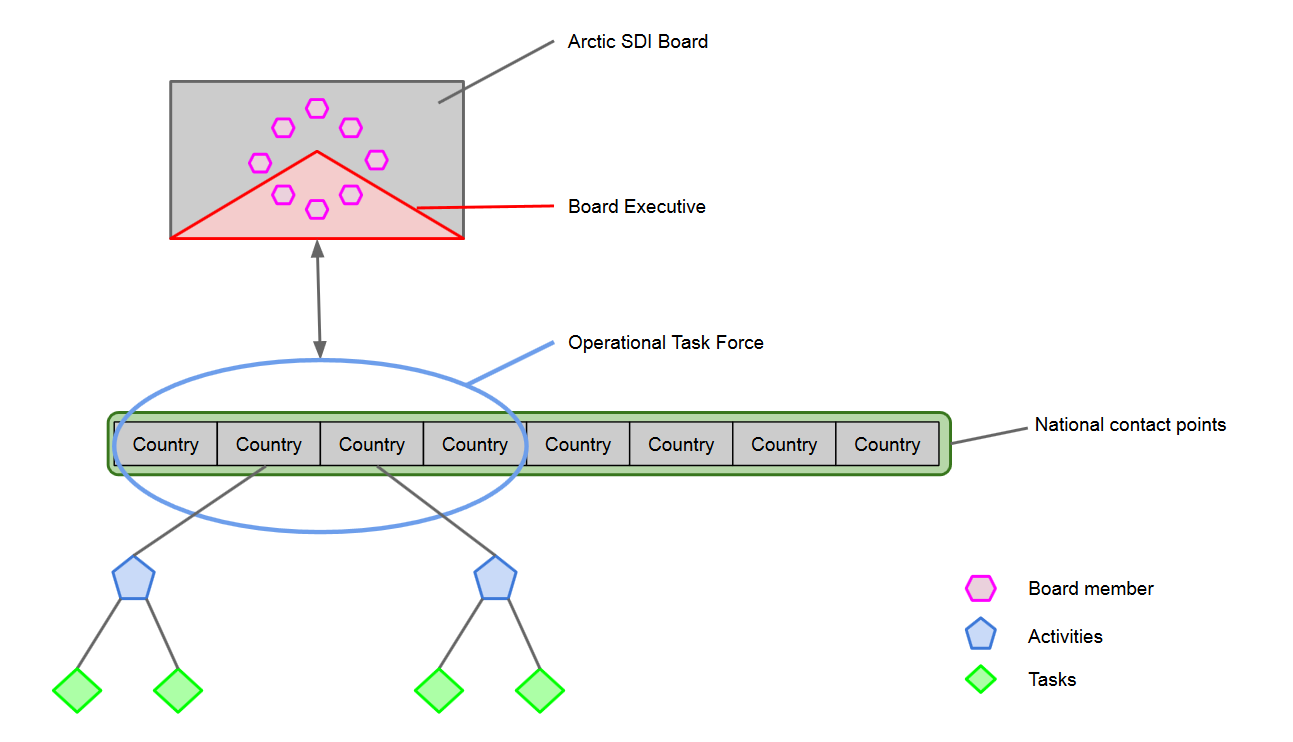 Arctic SDI Board
Board Executive
Operational Task Force
National contact points
Country Country Country Country Country Country Country Country
Board member
Activities
Tasks